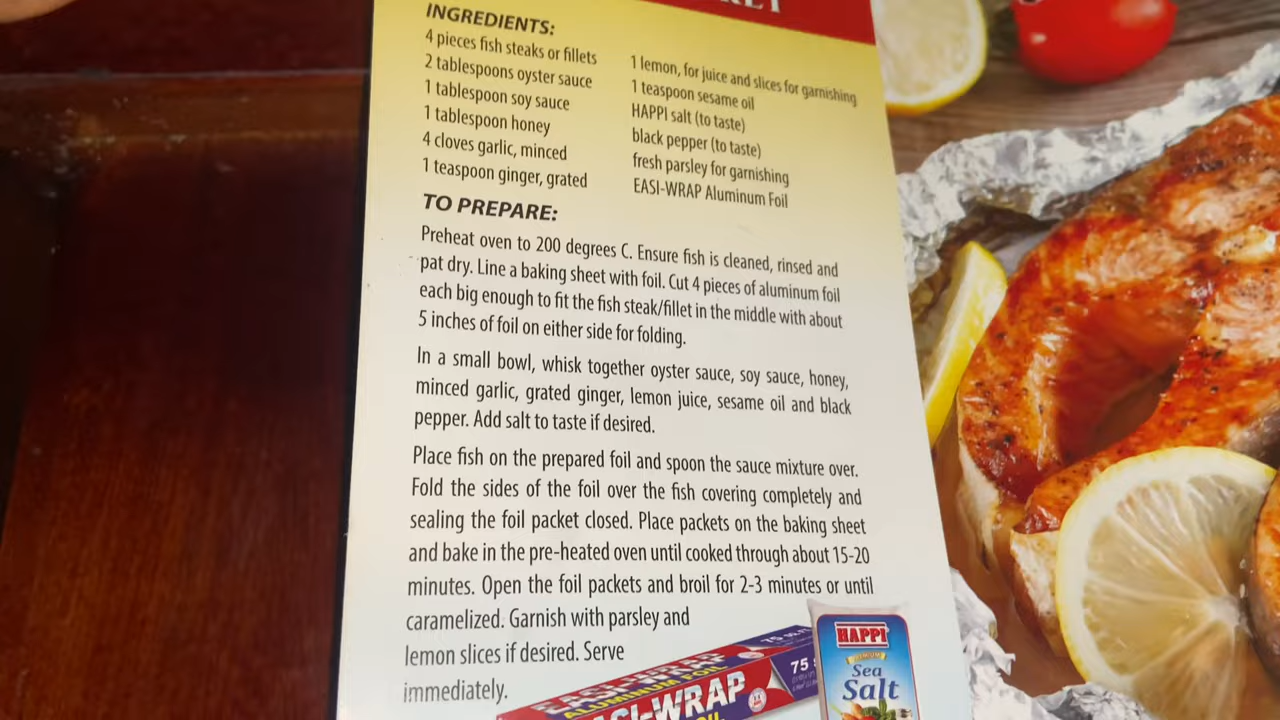 INGREDIENTS:
4 pieces fish steaks or fillets
2 tablespoons oyster sauce
1 tablespoon soy sauce
1 tablespoon honey
4 cloves garlic, minced
1 teaspoon ginger, grated
1 lemon, for juice and slices for garnishing
1 teaspoon sesame oil
HAPPI salt (to taste)
black pepper (to taste)
fresh parsley for garnishing
EASI-WRAP Aluminum Foil
TO PREPARE:
Preheat oven to 200 degrees C. Ensure fish is cleaned, rinsed and
pat dry. Line a baking sheet with foil. Cut 4 pieces of aluminum foil
each big enough to fit the fish steak/fillet in the middle with about
5 inches of foil on either side for folding.
In a small bowl, whisk together oyster sauce, soy sauce, honey,
minced garlic, grated ginger, lemon juice, sesame oil and black
pepper. Add salt to taste if desired.
Place fish on the prepared foil and spoon the sauce mixture over.
Fold the sides of the foil over the fish covering completely and
sealing the foil packet closed. Place packets on the baking sheet
and bake in the pre-heated oven until cooked through about 15-20
minutes. Open the foil packets and broil for 2-3 minutes or until
caramelized. Garnish with parsley and
lemon slices if desired. Serve
immediately.
EASI-WRAP
ALUMINUM FOIL
75
75
HAPPI
Sea
Salt